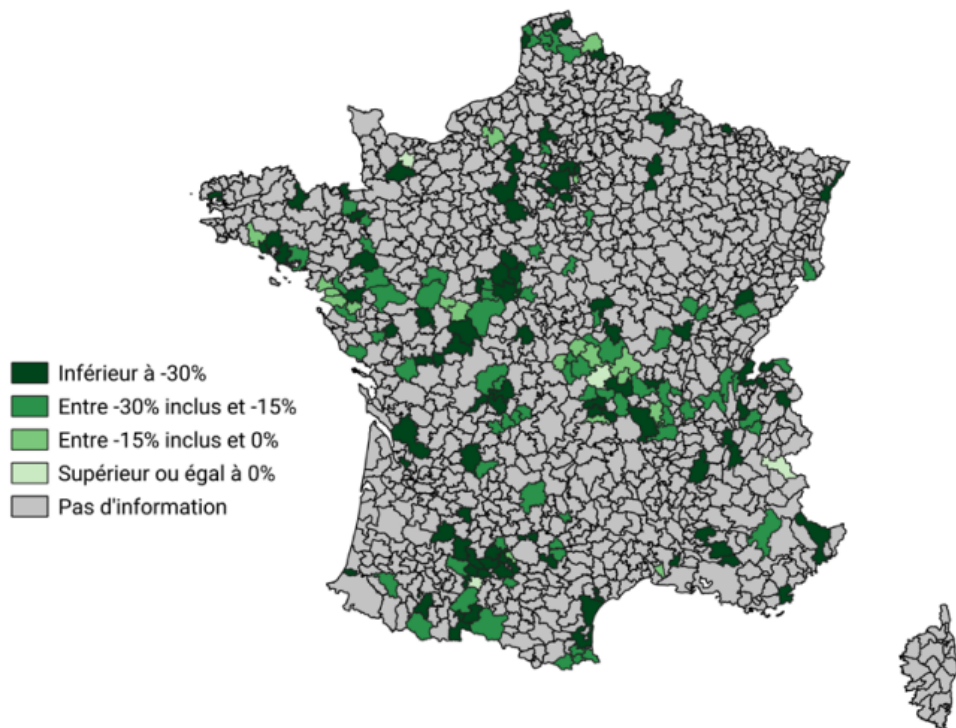 Inférieur à -30%
Entre -30% inclus et -15%
Entre -15% inclus et 0%
Supérieur ou égal à 0%
Pas d'information